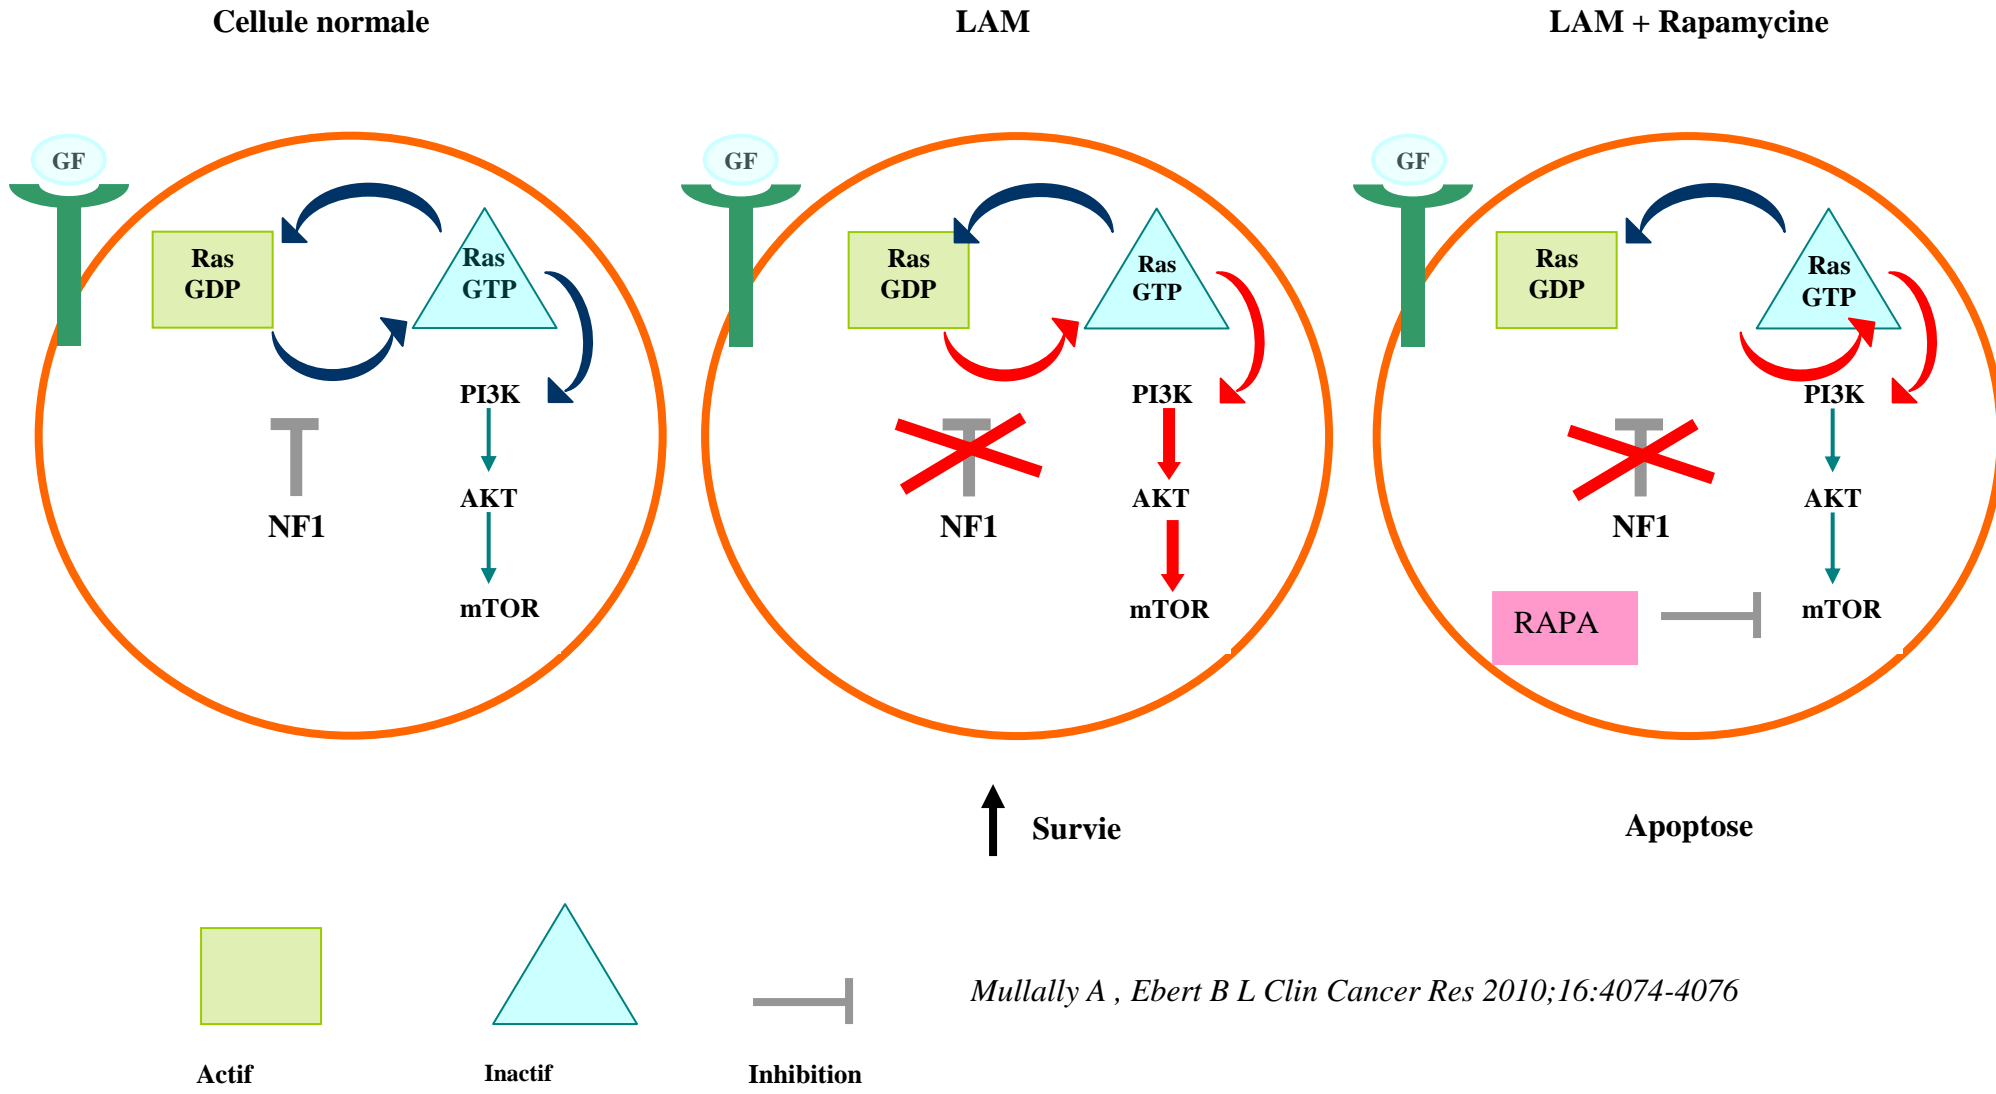 Cellule normale
LAM
LAM + Rapamycine
GF
Ras
GDP
Ras
GTP
PI3K
AKT
mTOR
NF1
GF
Ras
GDP
Ras
GTP
PI3K
AKT
mTOR
NF1
GF
Ras
GDP
Ras
GTP
PI3K
AKT
mTOR
NF1
RAPA
Survie
Apoptose
Mullally A , Ebert B L Clin Cancer Res 2010;16:4074-4076
Actif
Inactif
Inhibition